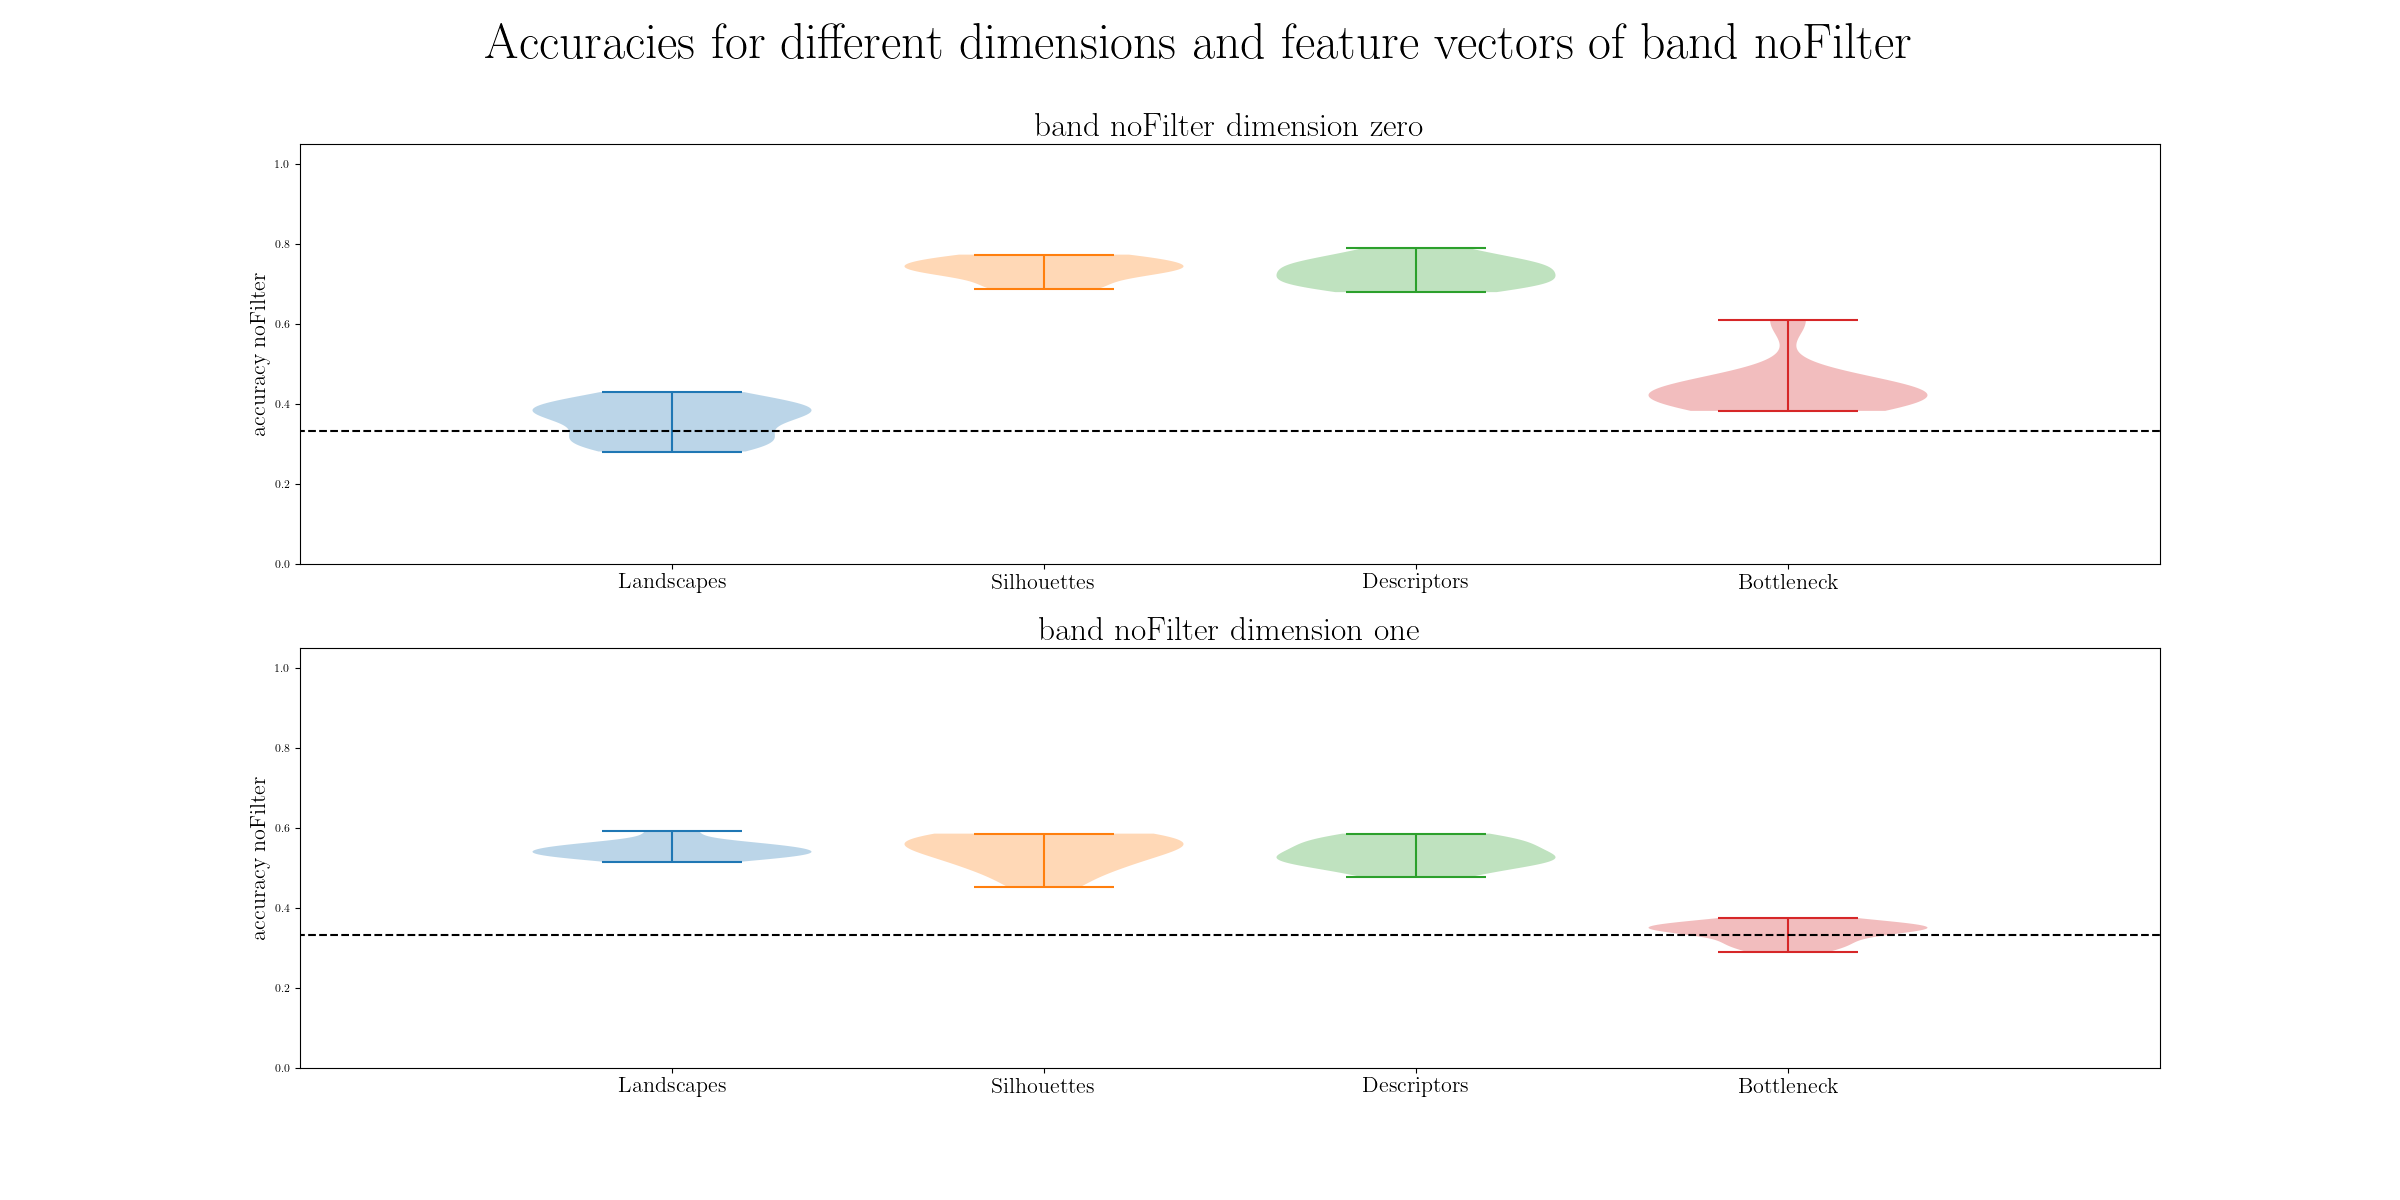 Accuracies for different dimensions and feature vectors of band noFilter
band noFilter dimension zero
accuracy noFilter
1.0
0.8
0.6
0.4
0.2
0.0
Landscapes Silhouettes Descriptors Bottleneck
band noFilter dimension one
accuracy noFilter
1.0
0.8
0.6
0.4
0.2
0.0
Landscapes Silhouettes Descriptors Bottleneck